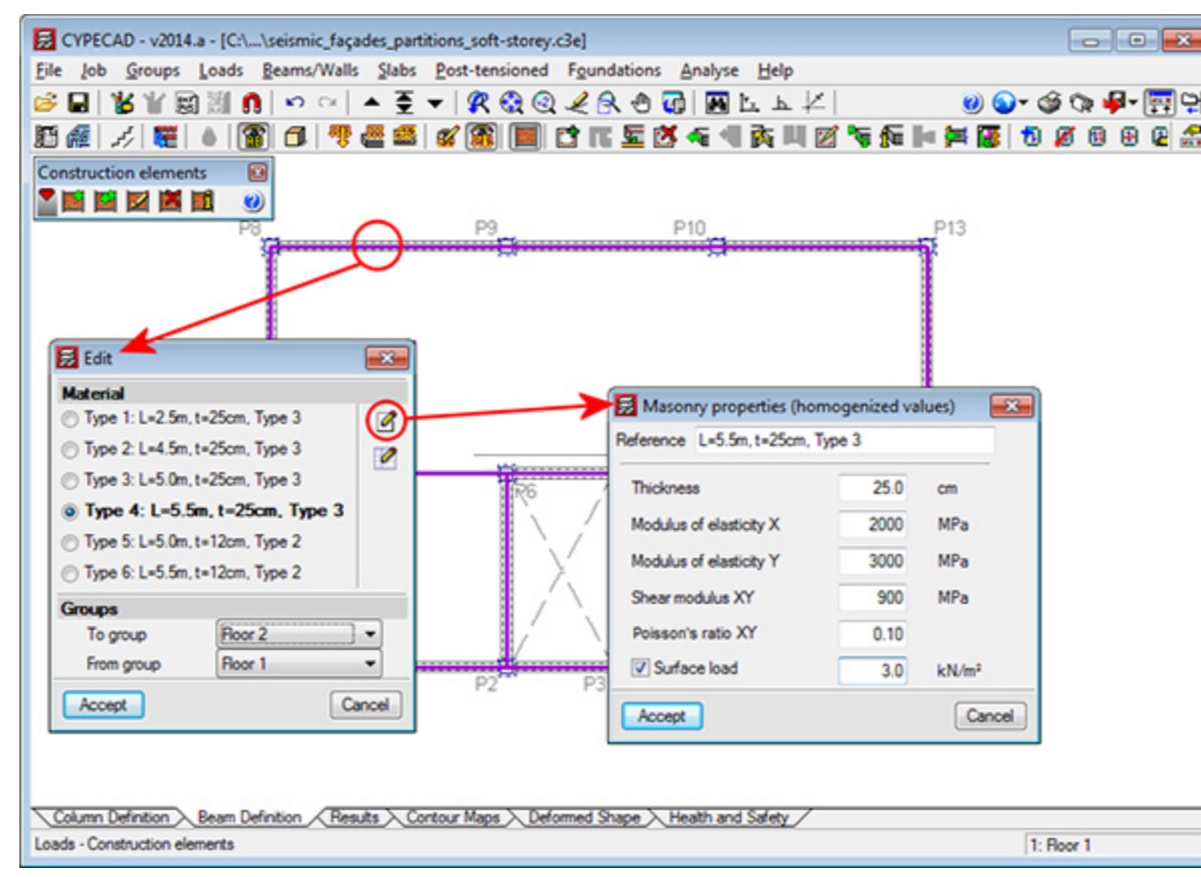 CYPECAD - v2014.a - [C:\...\seismic_façades_partitions_soft-storey.c3e]
File Job Groups Loads Beams/Walls Slabs Post-tensioned Foundations Analyse Help
Construction elements
P8 P9 P10 P13
Edit
Material
Type 1: L=2.5m, t=25cm, Type 3
Type 2: L=4.5m, t=25cm, Type 3
Type 3: L=5.0m, t=25cm, Type 3
Type 4: L=5.5m, t=25cm, Type 3
Type 5: L=5.0m, t=12cm, Type 2
Type 6: L=5.5m, t=12cm, Type 2
Groups
To group Floor 2
From group Floor 1
Accept Cancel
P6
P2 P3
Masonry properties (homogenized values)
Reference L=5.5m, t=25cm, Type 3
Thickness 25.0 cm
Modulus of elasticity X 2000 MPa
Modulus of elasticity Y 3000 MPa
Shear modulus XY 900 MPa
Poisson's ratio XY 0.10
Surface load 3.0 kN/m²
Accept Cancel
Column Definition Beam Definition Results Contour Maps Deformed Shape Health and Safety
Loads - Construction elements 1: Floor 1